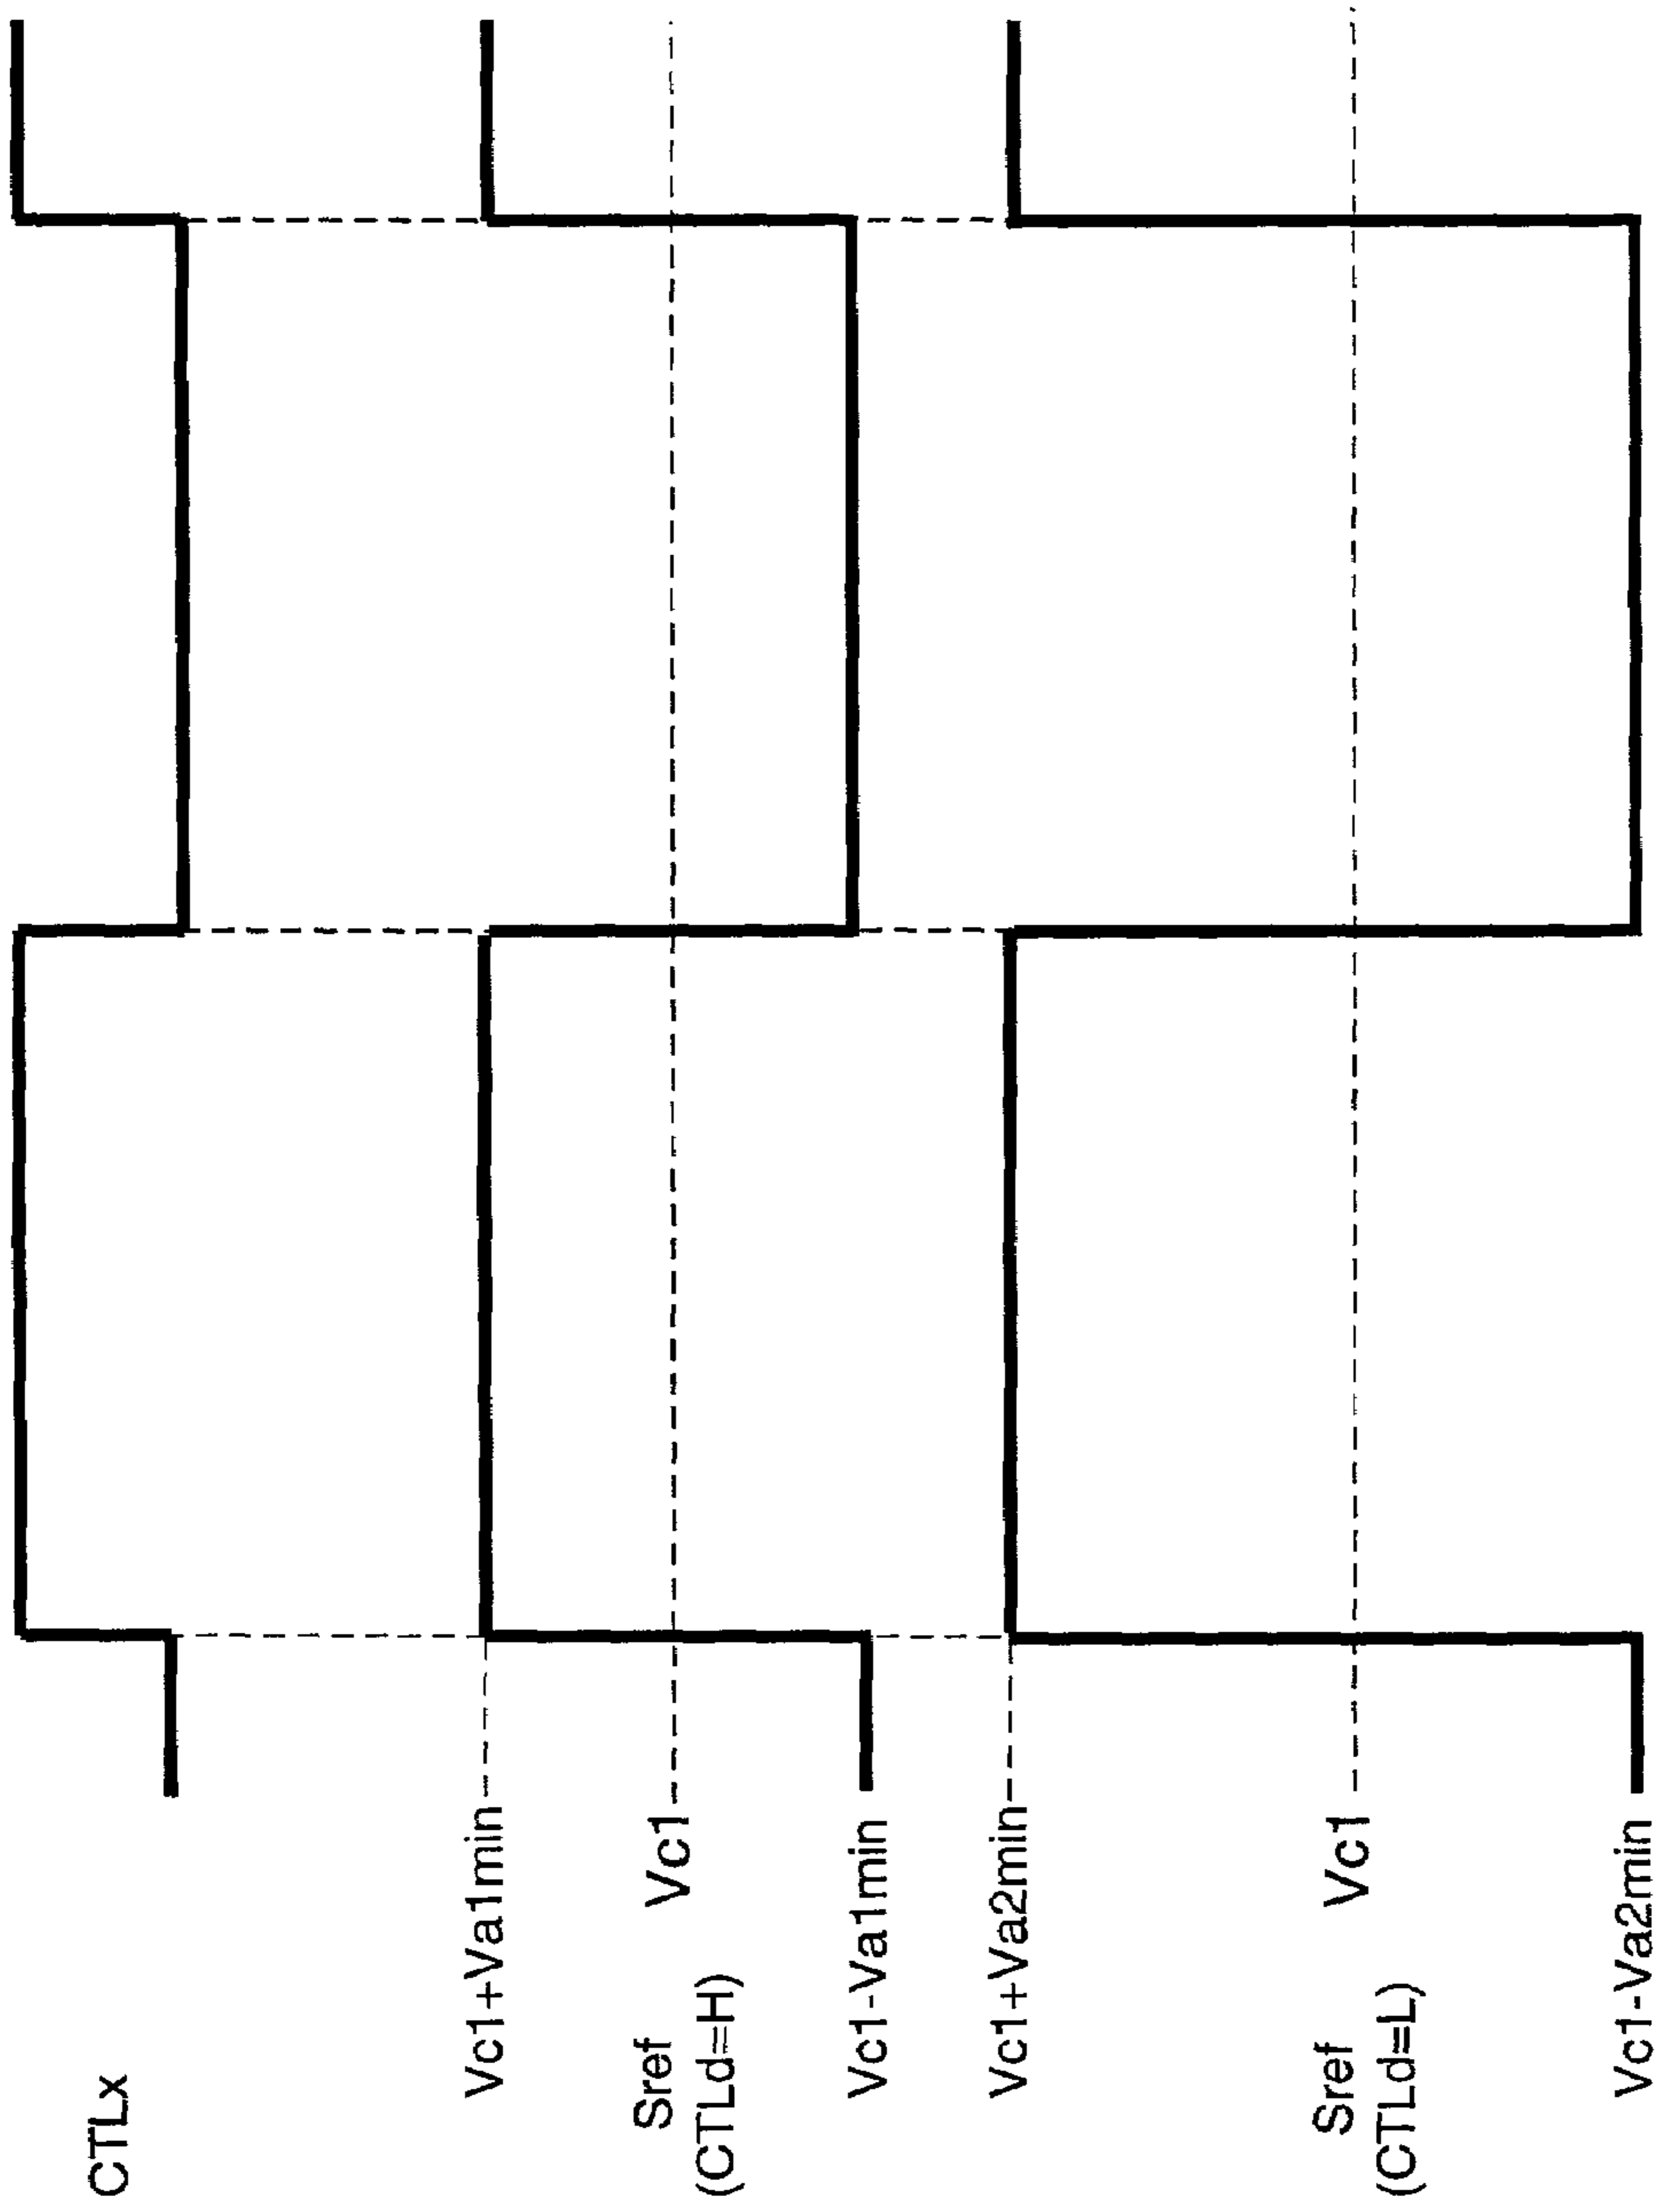 CTLx
Vc1+Va1min
Sref
(CTLd=H)
Vc1
Vc1-Va1min
Vc1+Va2min
Sref
(CTLd=L)
Vc1
Vc1-Va2min